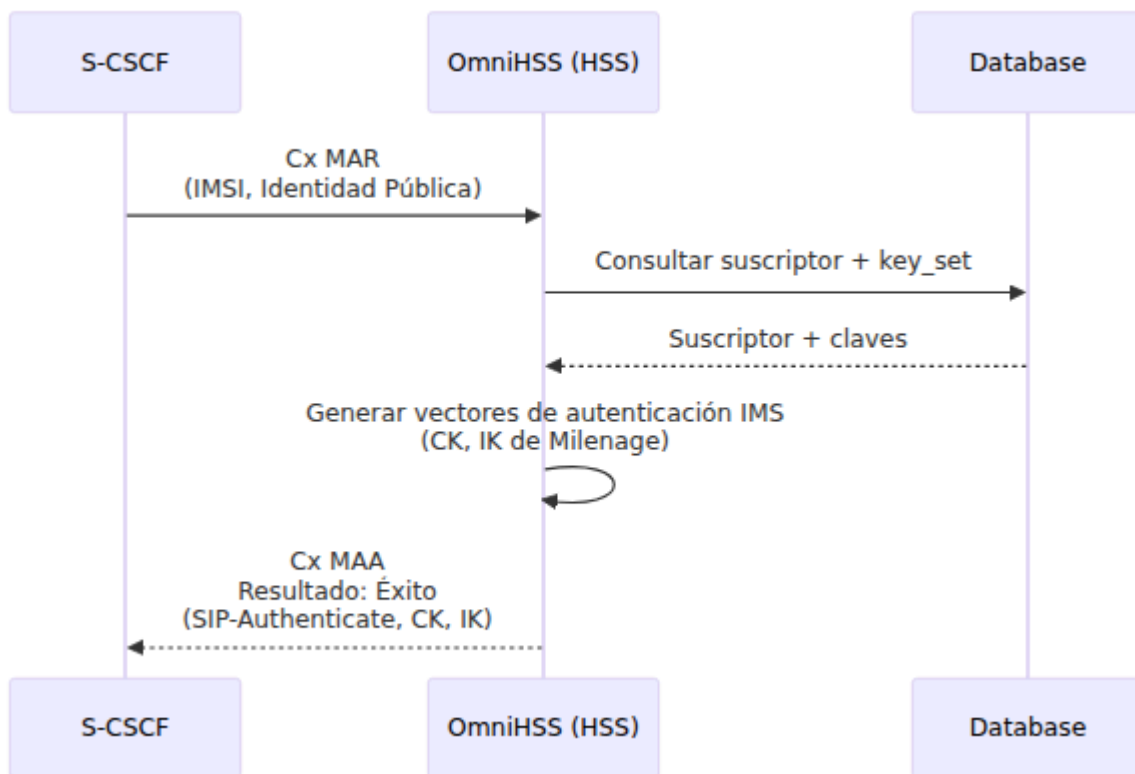 S-CSCF
OmniHSS (HSS)
Database
Cx MAR
(IMSI, Identidad Pública)
Consultar suscriptor + key_set
Suscriptor + claves
Generar vectores de autenticación IMS
(CK, IK de Milenage)
Cx MAA
Resultado: Éxito
(SIP-Authenticate, CK, IK)
S-CSCF
OmniHSS (HSS)
Database